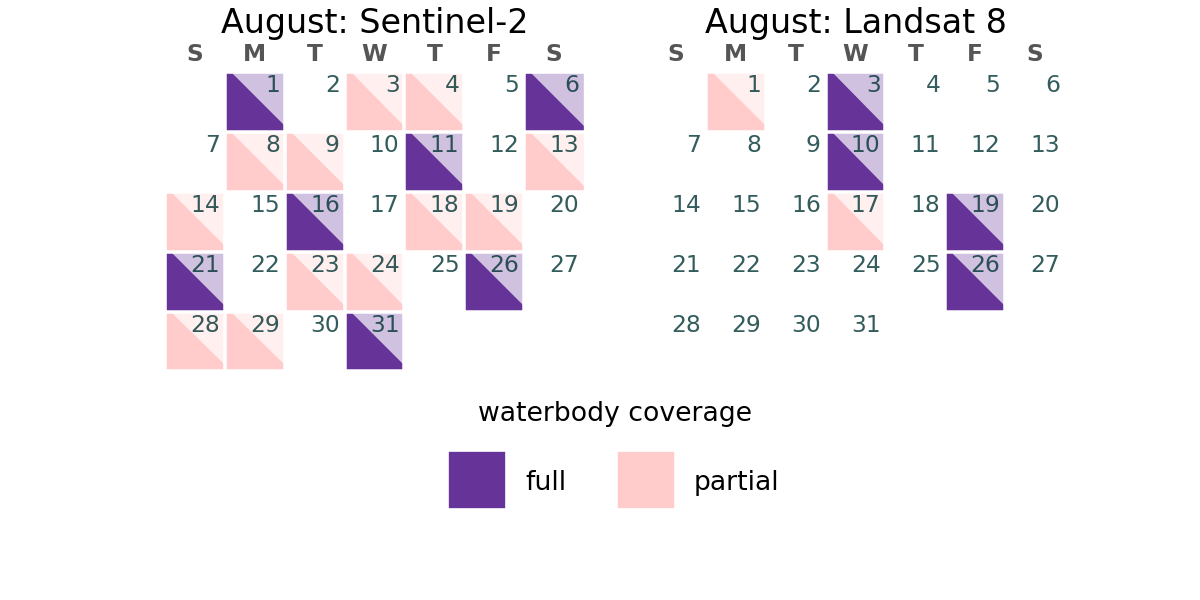 August: Sentinel-2
S M T W T F S
1 2 3 4 5 6
7 8 9 10 11 12 13
14 15 16 17 18 19 20
21 22 23 24 25 26 27
28 29 30 31
August: Landsat 8
S M T W T F S
1 2 3 4 5 6
7 8 9 10 11 12 13
14 15 16 17 18 19 20
21 22 23 24 25 26 27
28 29 30 31
waterbody coverage
full partial